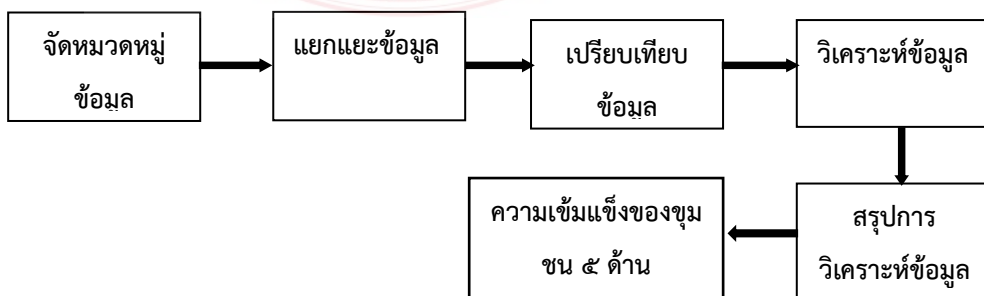 จัดหมวดหมู่
ข้อมูล
แยกแยะข้อมูล
เปรียบเทียบ
ข้อมูล
วิเคราะห์ข้อมูล
สรุปการ
วิเคราะห์ข้อมูล
ความเข้มแข็งของขุม
ชน ๕ ด้าน